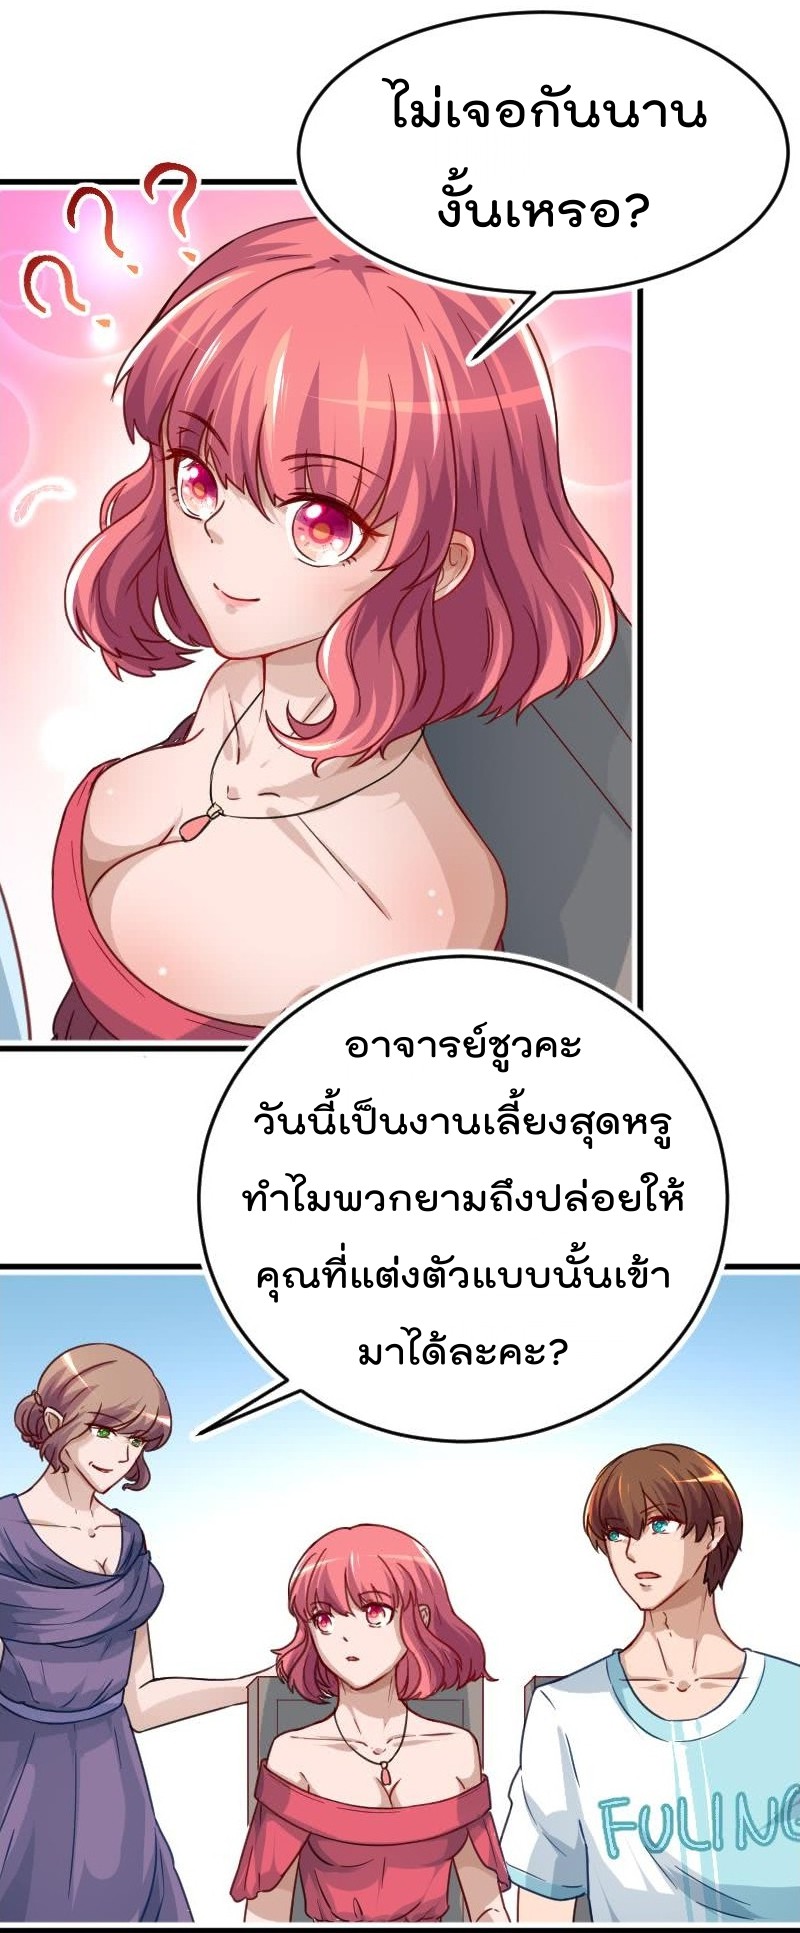 ไม่เจอกันนาน
งั้นเหรอ?
อาจารย์ชูวคะ
วันนี้เป็นงานเลี้ยงสุดหรู
ทำไมพวกยามถึงปล่อยให้
คุณที่แต่งตัวแบบนั้นเข้า
มาได้ละคะ?
FULING